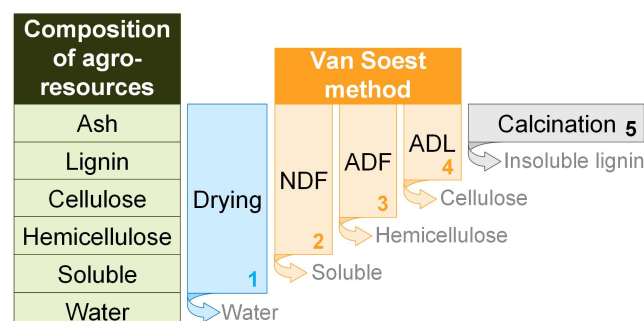 Composition
of agro-
resources
Ash
Lignin
Cellulose
Hemicellulose
Soluble
Water
Drying
1
Water
Van Soest
method
NDF
2
Soluble
ADF
3
Hemicellulose
ADL
4
Cellulose
Calcination 5
Insoluble lignin